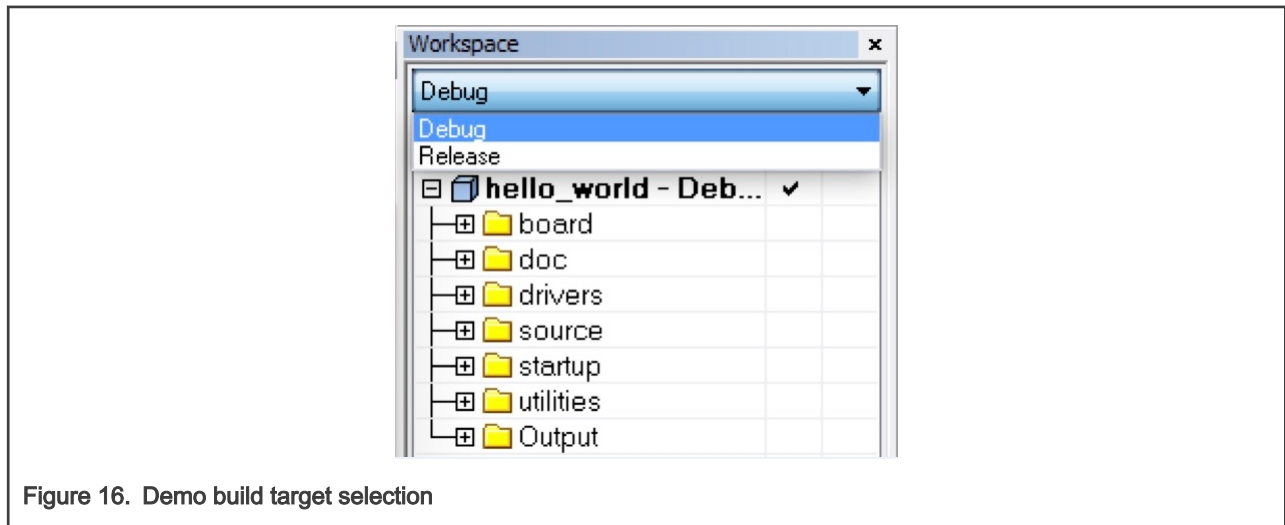 Workspace
Debug
Debug
Release
hello_world - Deb...
board
doc
drivers
source
startup
utilities
Output
Figure 16. Demo build target selection